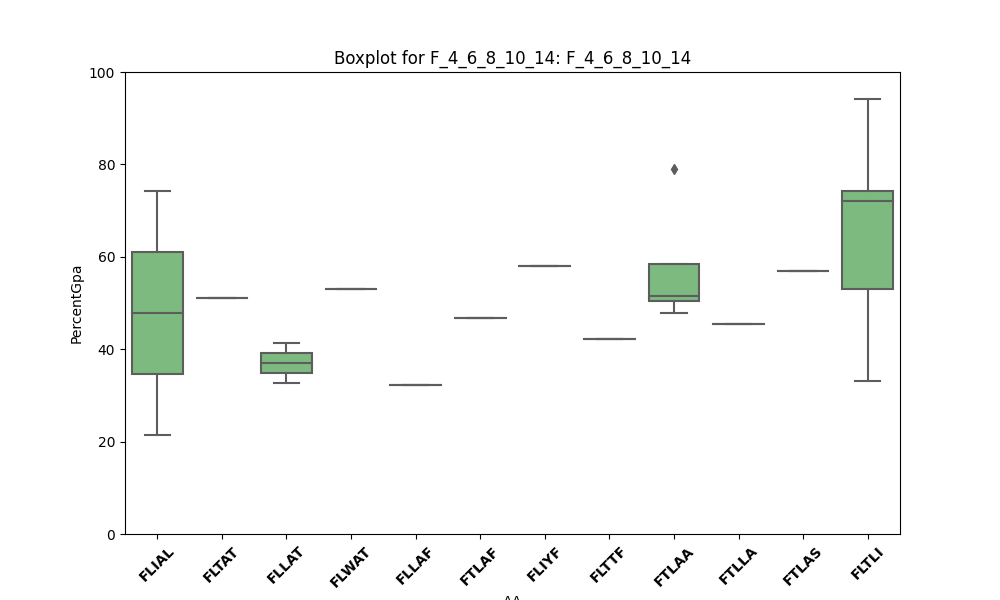 Boxplot for F_4_6_8_10_14: F_4_6_8_10_14
100
80
60
40
20
0
PercentGpa
FLIAL
FLTAT
FLLAT
FLWAT
FLLAF
FTLAF
FLIYF
FLTTF
FTLAA
FTLLA
FTLAS
FLTLI
AA